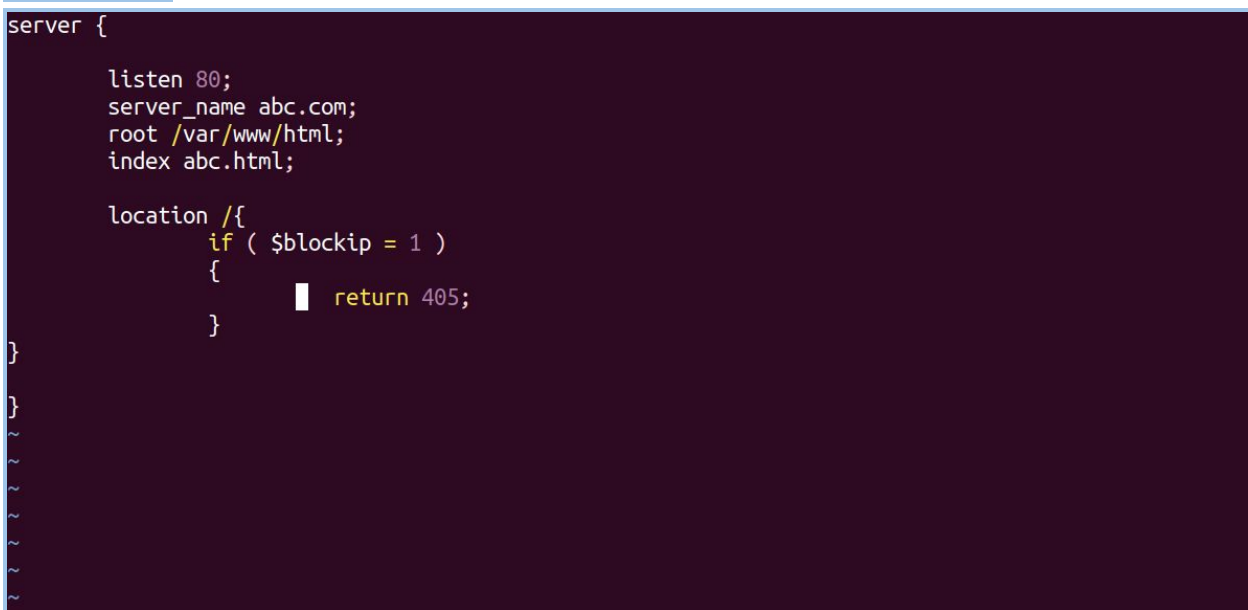 server {
listen 80;
server_name abc.com;
root /var/www/html;
index abc.html;
location /{
if ( $blockip = 1 )
{
return 405;
}
}
}
~
~
~
~
~
~
~